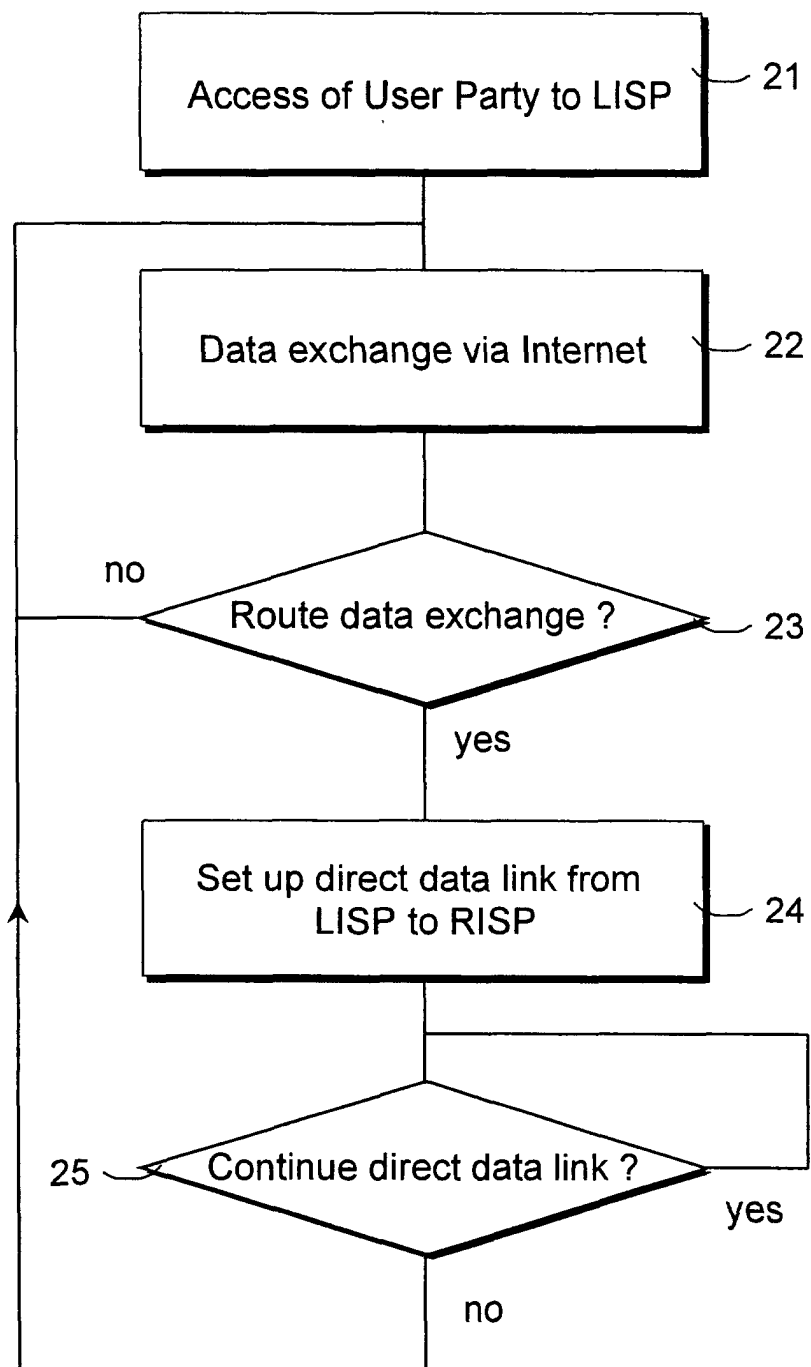 Access of User Party to LISP
21
Data exchange via Internet
22
no
Route data exchange ?
23
yes
Set up direct data link from
LISP to RISP
24
25
Continue direct data link ?
yes
no